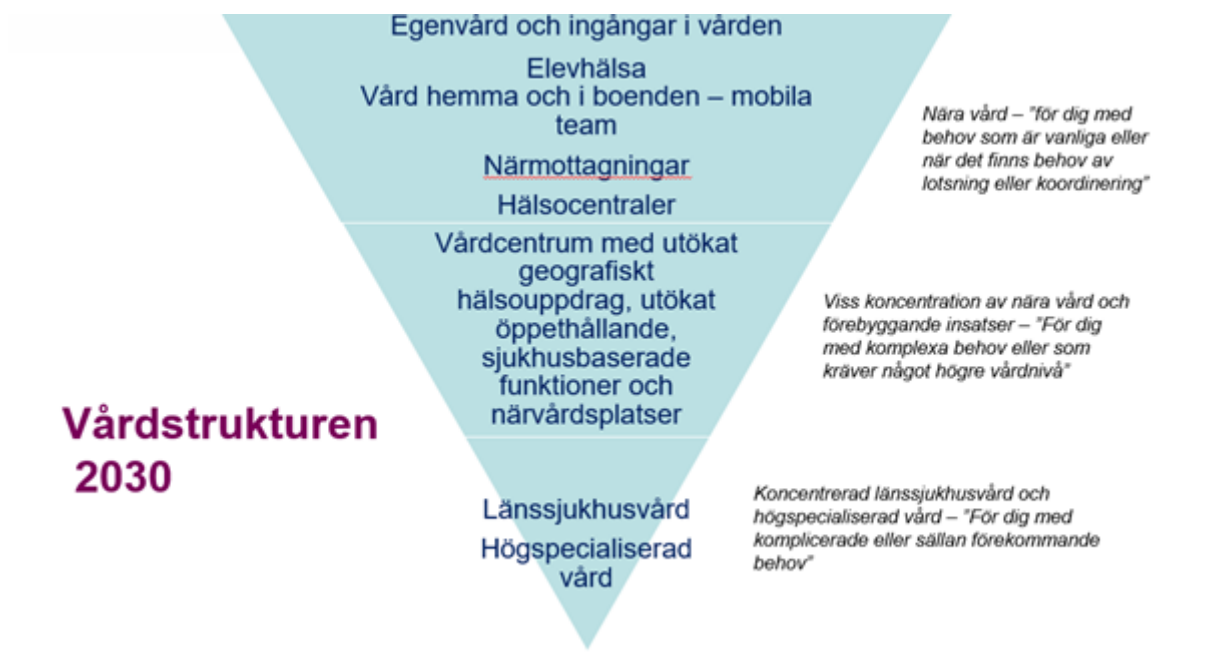 Egenvård och ingångar i vården
Elevhälsa
Vård hemma och i boenden – mobila
team
Närmottagningar
Hälsocentraler
Nära vård – ”för dig med
behov som är vanliga eller
när det finns behov av
lotsning eller koordinering”
Vårdcentrum med utökat
geografiskt
hälsouppdrag, utökat
öppethållande,
sjukhusbaserade
funktioner och
närvårdsplatser
Viss koncentration av nära vård och
förebyggande insatser – ”För dig
med komplexa behov eller som
kräver något högre vårdnivå”
Vårdstrukturen
2030
Länssjukhusvård
Högspecialiserad
vård
Koncentrerad länssjukhusvård och
högspecialiserad vård – ”För dig med
komplicerade eller sällan förekommande
behov”